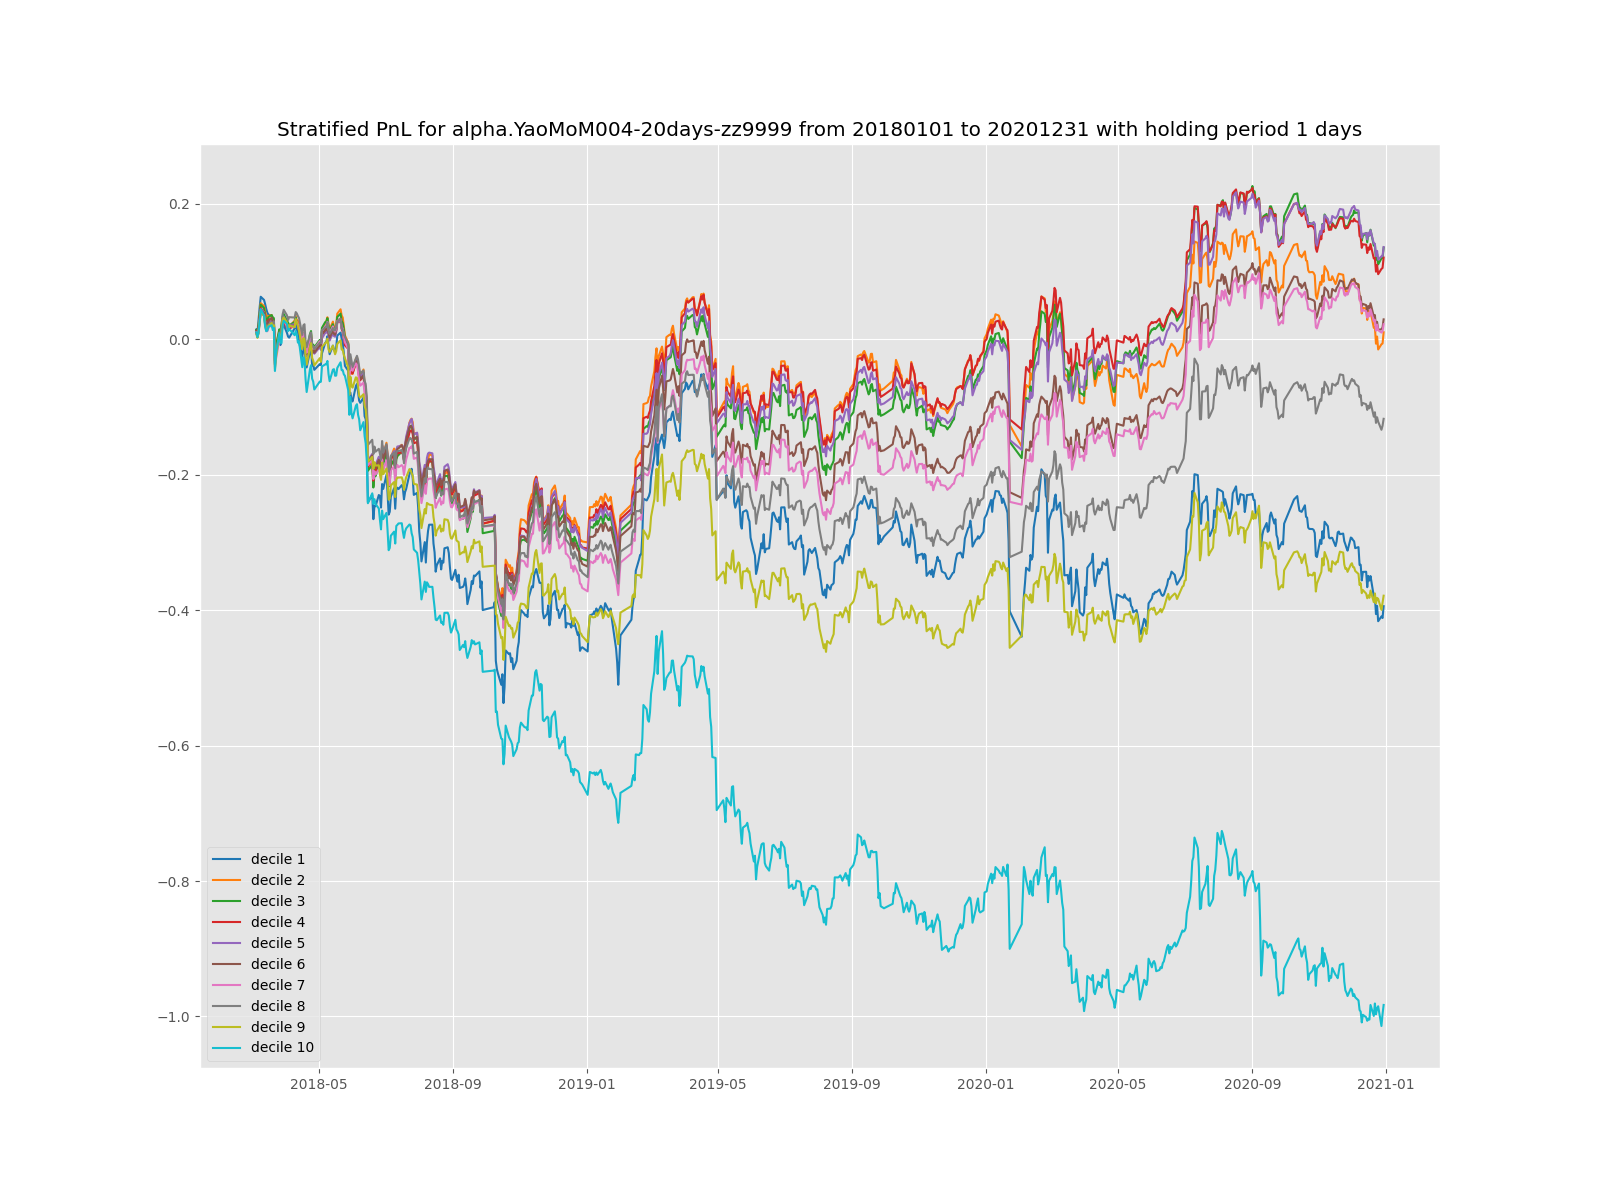 Stratified PnL for alpha.YaoMoM004-20days-zz9999 from 20180101 to 20201231 with holding period 1 days
0.2
0.0
−0.2
−0.4
−0.6
−0.8
−1.0
decile 1
decile 2
decile 3
decile 4
decile 5
decile 6
decile 7
decile 8
decile 9
decile 10
2018-05 2018-09 2019-01 2019-05 2019-09 2020-01 2020-05 2020-09 2021-01